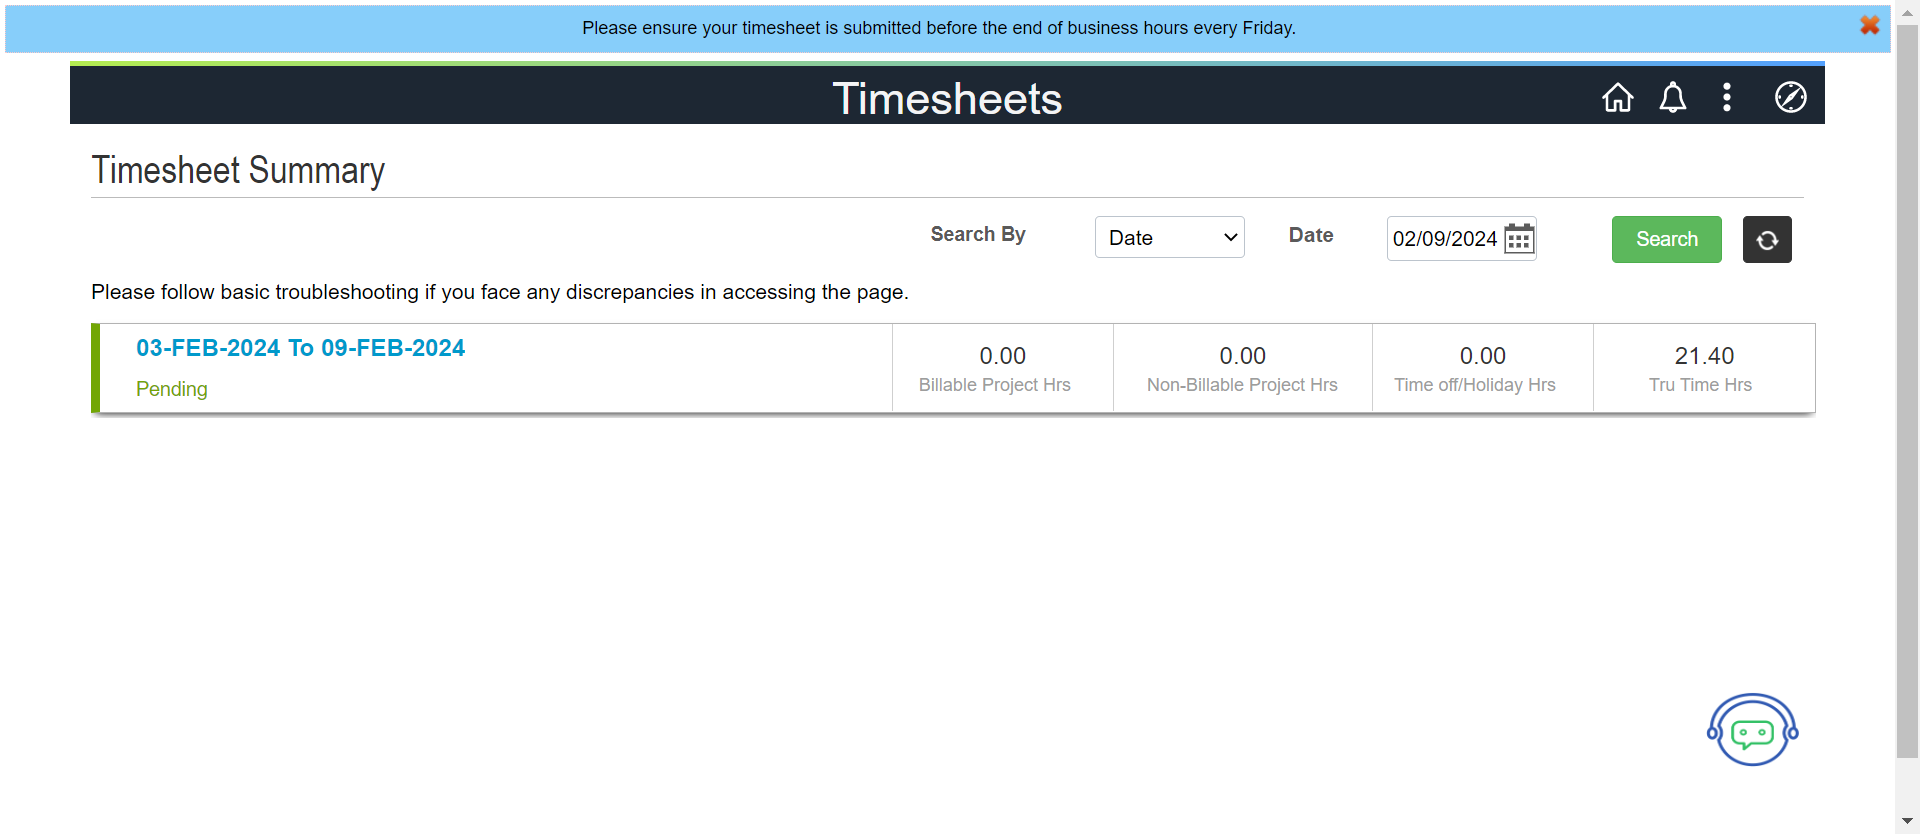 Please ensure your timesheet is submitted before the end of business hours every Friday.
Timesheets
Timesheet Summary
Search By
Date
Date
02/09/2024
Search
Please follow basic troubleshooting if you face any discrepancies in accessing the page.
03-FEB-2024 To 09-FEB-2024
Pending
0.00
Billable Project Hrs
0.00
Non-Billable Project Hrs
0.00
Time off/Holiday Hrs
21.40
Tru Time Hrs